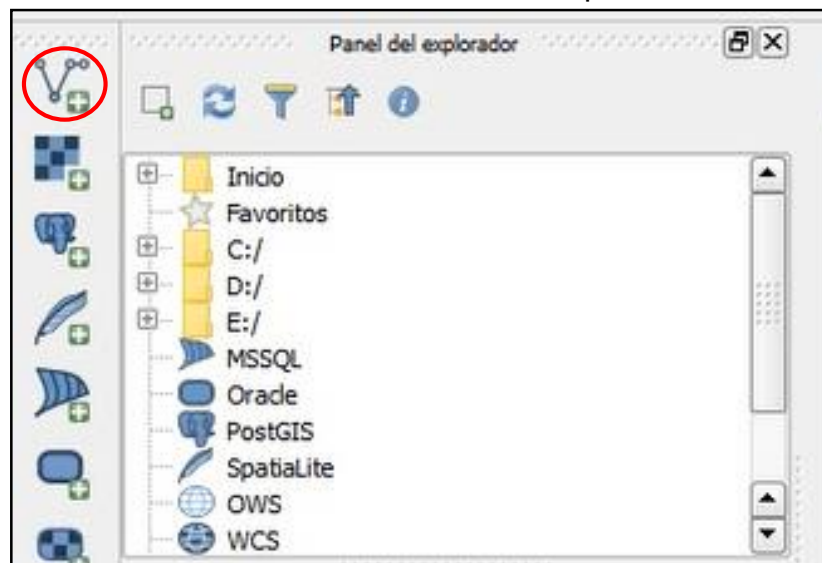 Panel del explorador
Inicio
Favoritos
C:/
D:/
E:/
MSSQL
Oracle
PostGIS
SpatiaLite
OWS
WCS